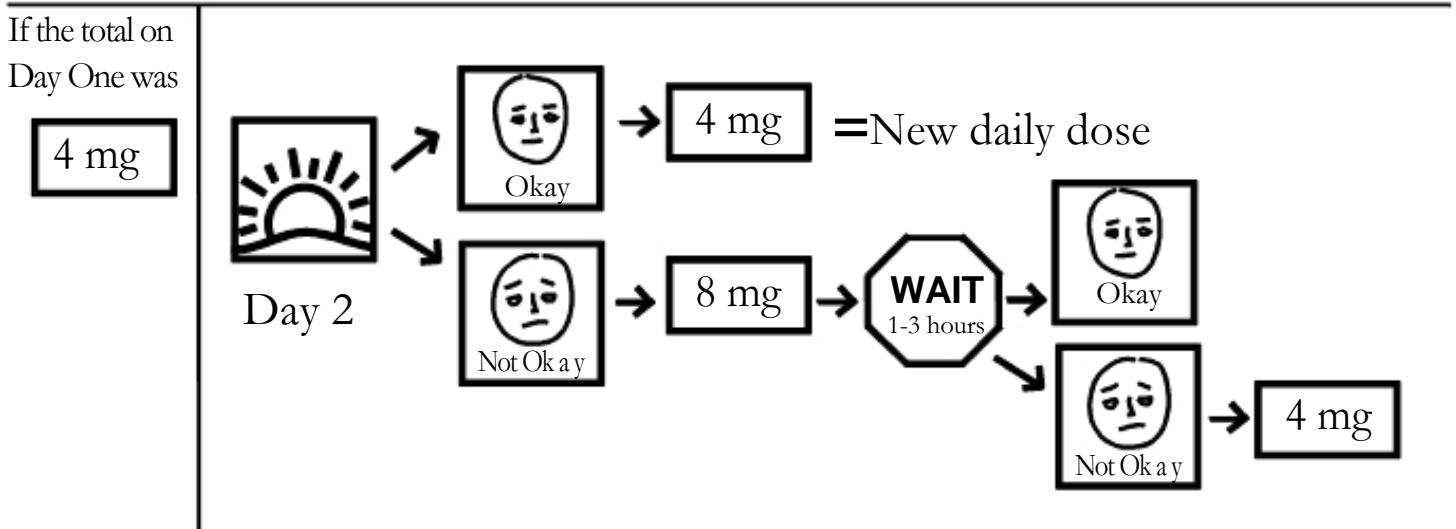 If the total on
Day One was
4 mg
Day 2
Okay
4 mg
=New daily dose
Not Okay
8 mg
WAIT
1-3 hours
Okay
Not Okay
4 mg